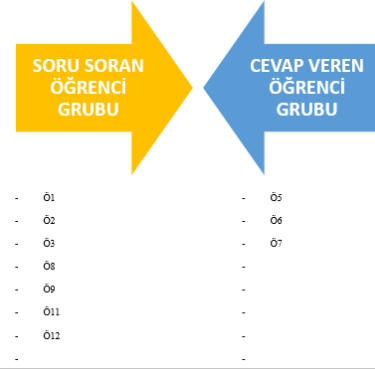 SORU SORAN
ÖĞRENCİ
GRUBU
CEVAP VEREN
ÖĞRENCİ
GRUBU
- Ö1
- Ö2
- Ö3
- Ö8
- Ö9
- Ö11
- Ö12
-
- Ö5
- Ö6
- Ö7
-
-
-
-
-